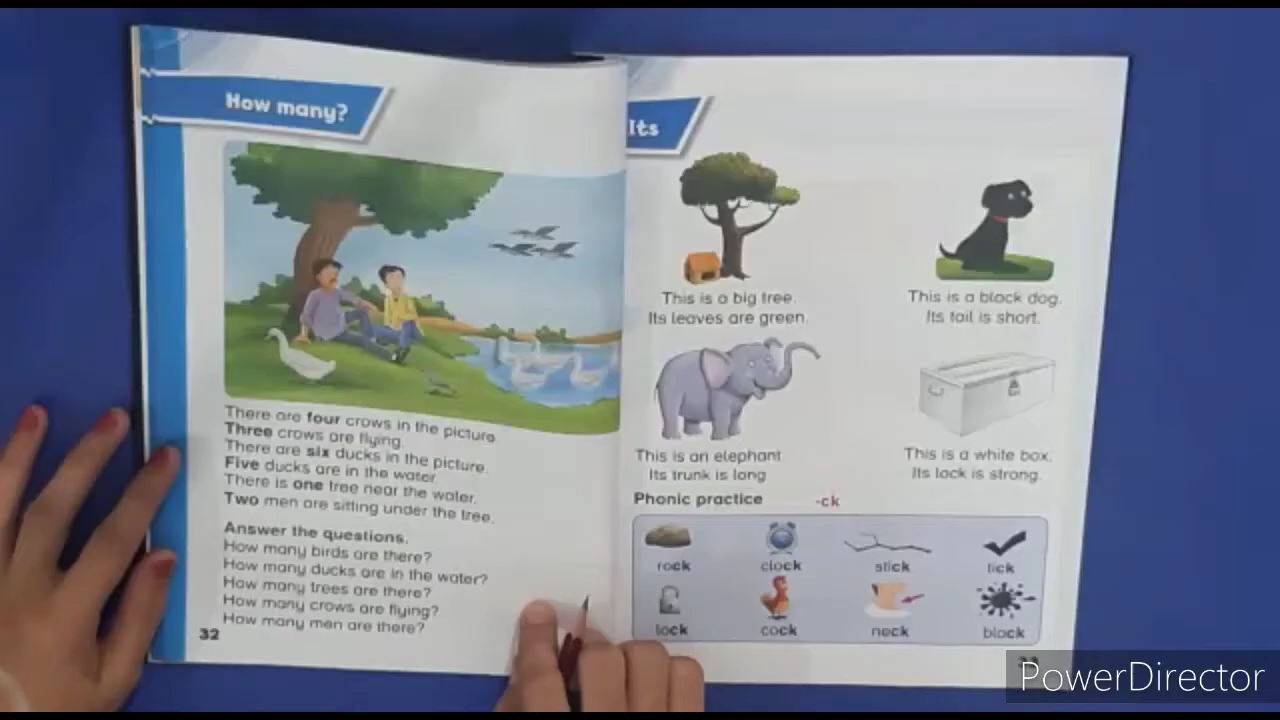 How many?
There are four crows in the picture.
Three crows are flying.
There are six ducks in the picture.
Five ducks are in the water
There is one tree near the water.
Two men are sitting under the tree.
Answer the questions.
How many birds are there?
How many ducks are in the water?
How many trees are there?
How many crows are flying?
How many men are there?
32
Its
This is a big tree.
Its leaves are green.
This is a black dog.
Its tail is short.
This is an elephant
Its trunk is long
This is a white box.
Its lock is strong.
Phonic practice -ck
rock clock stick tick
lock cock neck black
PowerDirector